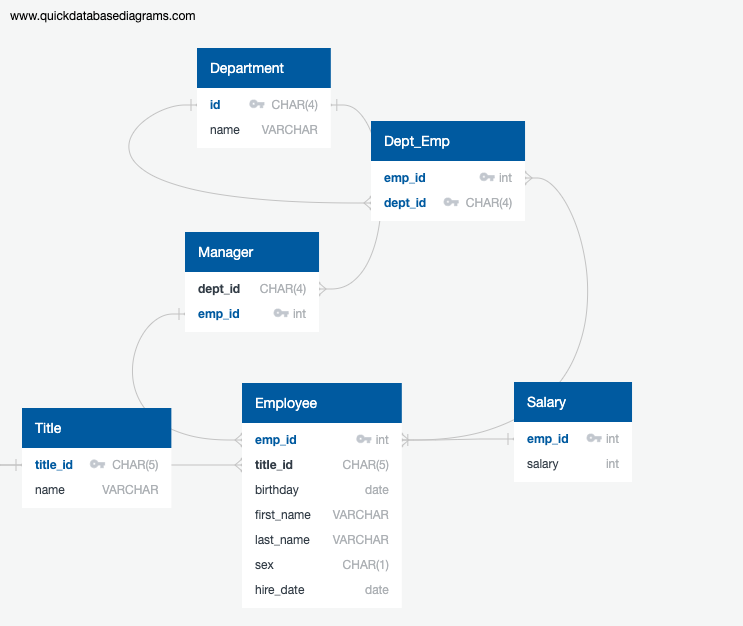 www.quickdatabasediagrams.com
Department
id CHAR(4)
name VARCHAR
Dept_Emp
emp_id int
dept_id CHAR(4)
Manager
dept_id CHAR(4)
emp_id int
Title
title_id CHAR(5)
name VARCHAR
Employee
emp_id int
title_id CHAR(5)
birthday date
first_name VARCHAR
last_name VARCHAR
sex CHAR(1)
hire_date date
Salary
emp_id int
salary int